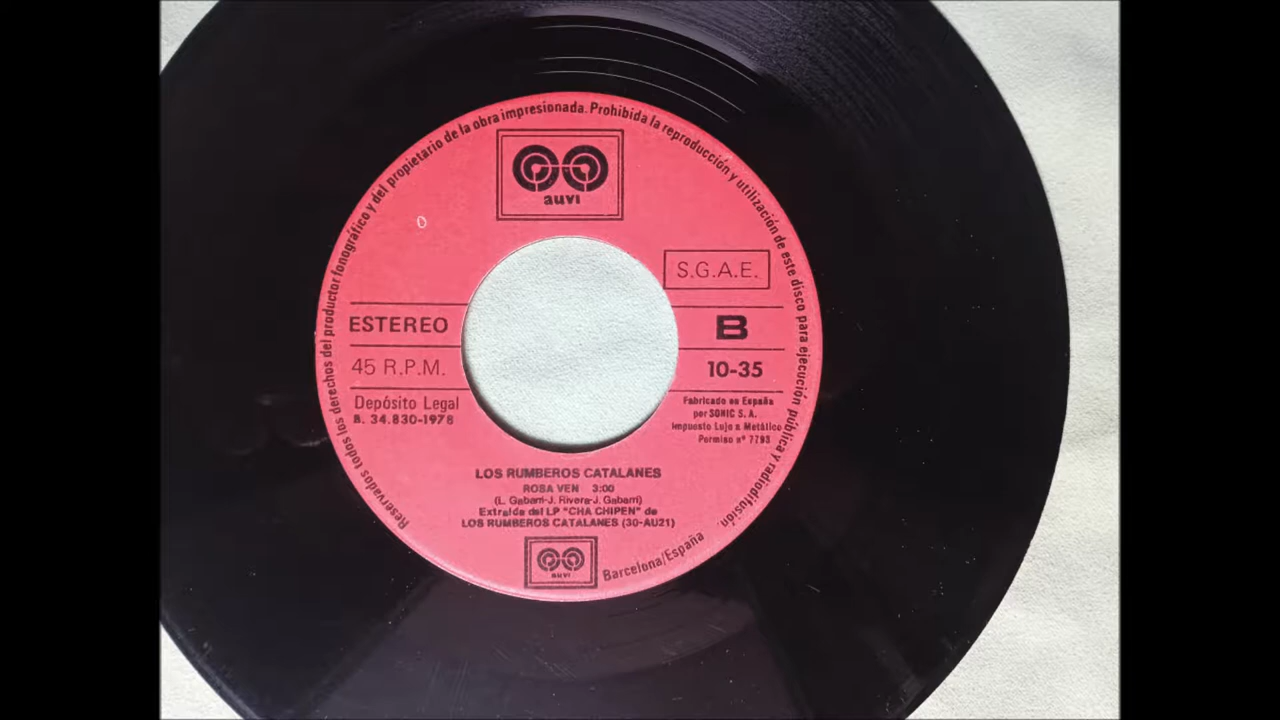 Reservados todos los derechos del productor fonográfico y del propietario de la obra impresionada. Prohibida la reproducción y utilización de este disco para ejecución pública y radiodifusión
auvi
S.G.A.E.
ESTEREO
B
45 R.P.M.
10-35
Depósito Legal
B. 34.830-1978
Fabricado en España
por SONIC S. A.
Impuesto Lujo a Metálico
Permiso nº 7793
LOS RUMBEROS CATALANES
ROSA VEN 3:00
(L. Gabarri-J. Rivera-J. Gabarri)
Extraída del LP "CHA CHIPEN" de
LOS RUMBEROS CATALANES (30-AU21)
auvi
Barcelona/España